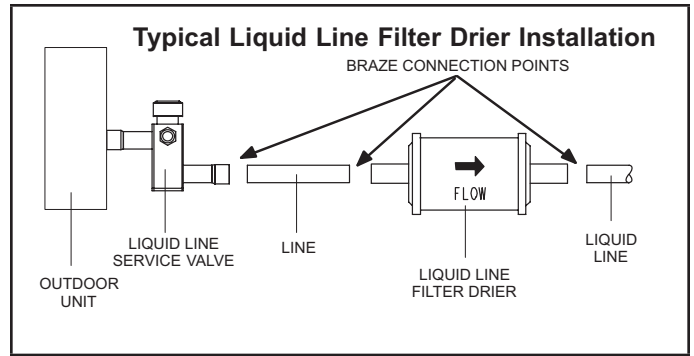 Typical Liquid Line Filter Drier Installation
BRAZE CONNECTION POINTS
FLOW
LIQUID LINE
SERVICE VALVE
LINE
LIQUID
LINE
OUTDOOR
UNIT
LIQUID LINE
FILTER DRIER